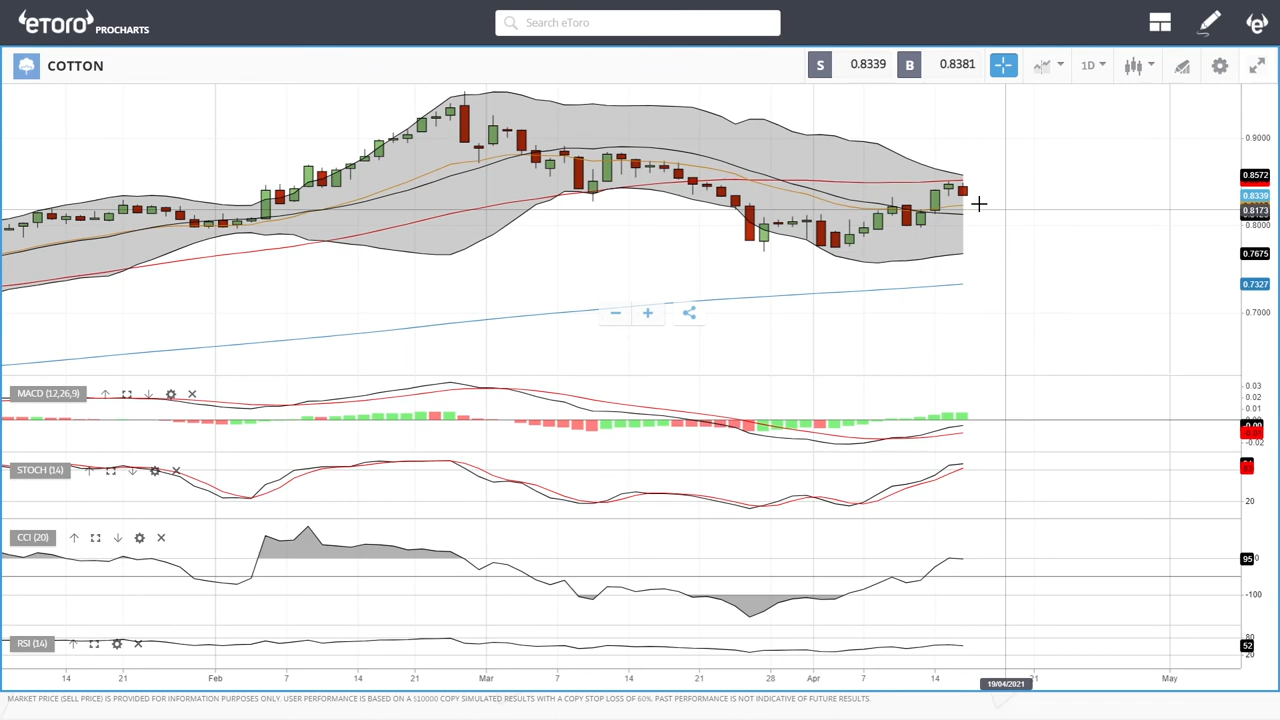 eTORO PROCHARTS
Search eToro
COTTON
S 0.8339 B 0.8381 1D
0.9000
0.8572
0.8339
0.8173
0.8000
0.7675
0.7327
0.7000
MACD (12,26,9)
0.03
0.02
0.01
-0.02
STOCH (14)
20
CCI (20)
95
-100
RSI (14)
80
52
20
14 21 Feb 7 14 21 Mar 7 14 21 28 Apr 7 14 21 May
19/04/2021
MARKET PRICE (SELL PRICE) IS PROVIDED FOR INFORMATION PURPOSES ONLY. USER PERFORMANCE IS BASED ON A $10000 COPY SIMULATED RESULTS WITH A COPY STOP LOSS OF 60%. PAST PERFORMANCE IS NOT INDICATIVE OF FUTURE RESULTS.